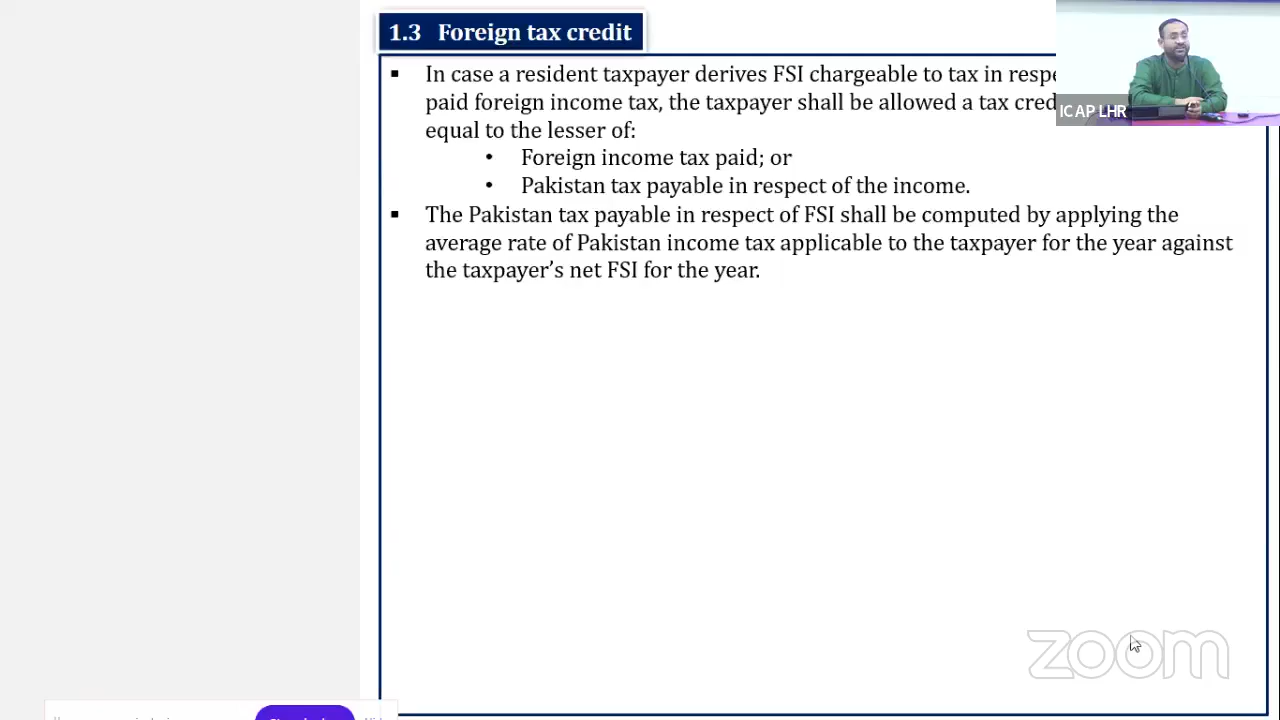 1.3 Foreign tax credit
▪ In case a resident taxpayer derives FSI chargeable to tax in
paid foreign income tax, the taxpayer shall be allowed a tax
equal to the lesser of:
• Foreign income tax paid; or
• Pakistan tax payable in respect of the income.
▪ The Pakistan tax payable in respect of FSI shall be computed by applying the
average rate of Pakistan income tax applicable to the taxpayer for the year against
the taxpayer’s net FSI for the year.
ICAP LHR
zoom